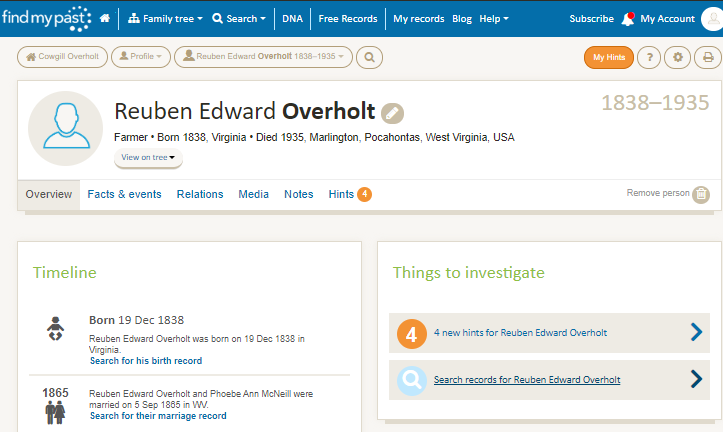 findmypast Family tree Search DNA Free Records My records Blog Help Subscribe My Account
Cowgill Overholt Profile Reuben Edward Overholt 1838–1935 My Hints ?
Reuben Edward Overholt
1838–1935
Farmer • Born 1838, Virginia • Died 1935, Marlington, Pocahontas, West Virginia, USA
View on tree
Overview Facts & events Relations Media Notes Hints 4 Remove person
Timeline
Born 19 Dec 1838
Reuben Edward Overholt was born on 19 Dec 1838 in
Virginia.
Search for his birth record
1865
Reuben Edward Overholt and Phoebe Ann McNeill were
married on 5 Sep 1865 in WV.
Search for their marriage record
Things to investigate
4 4 new hints for Reuben Edward Overholt
Search records for Reuben Edward Overholt